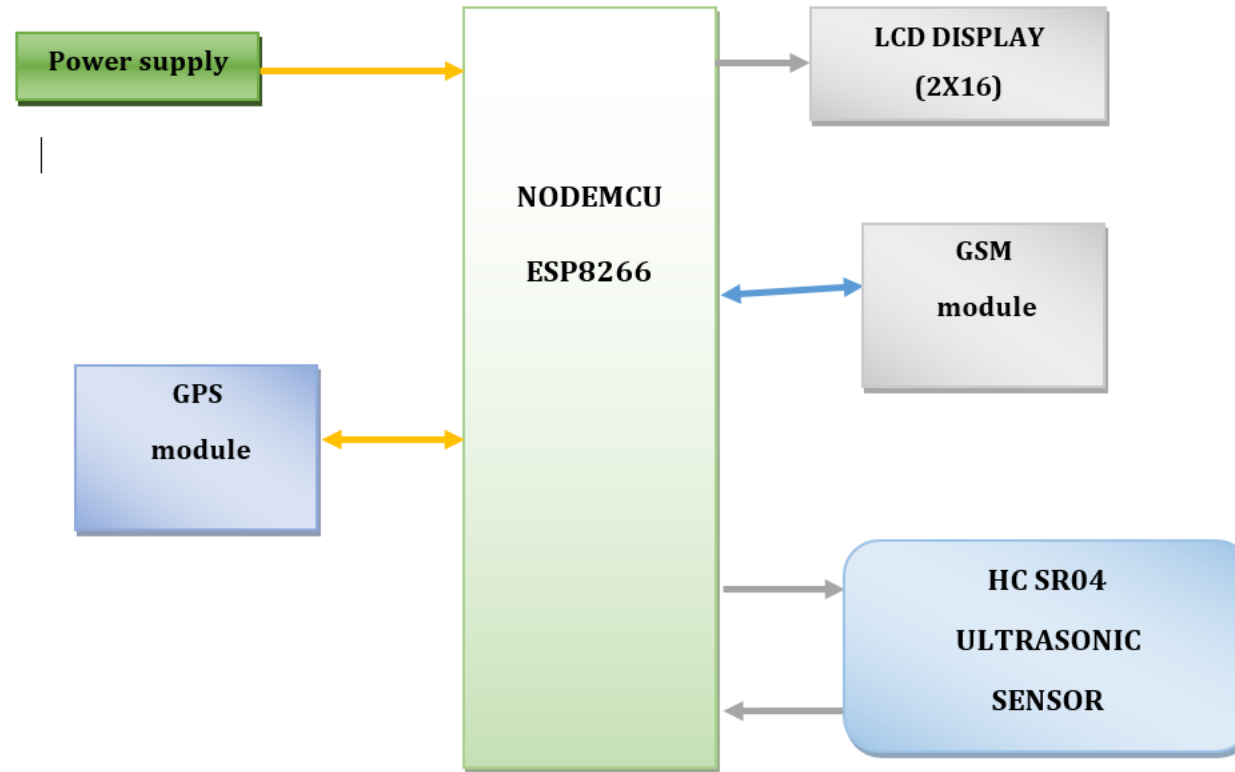 Power supply
LCD DISPLAY
(2X16)
NODEMCU
ESP8266
GSM
module
GPS
module
HC SR04
ULTRASONIC
SENSOR